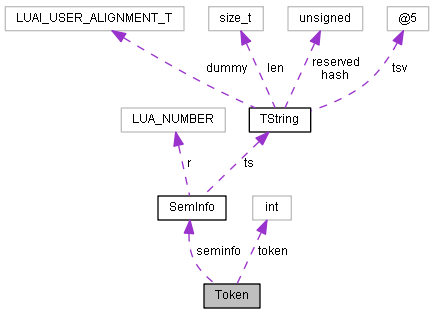 LUAI_USER_ALIGNMENT_T size_t unsigned @5
dummy len reserved tsv
hash
LUA_NUMBER TString
r ts
SemInfo int
seminfo token
Token